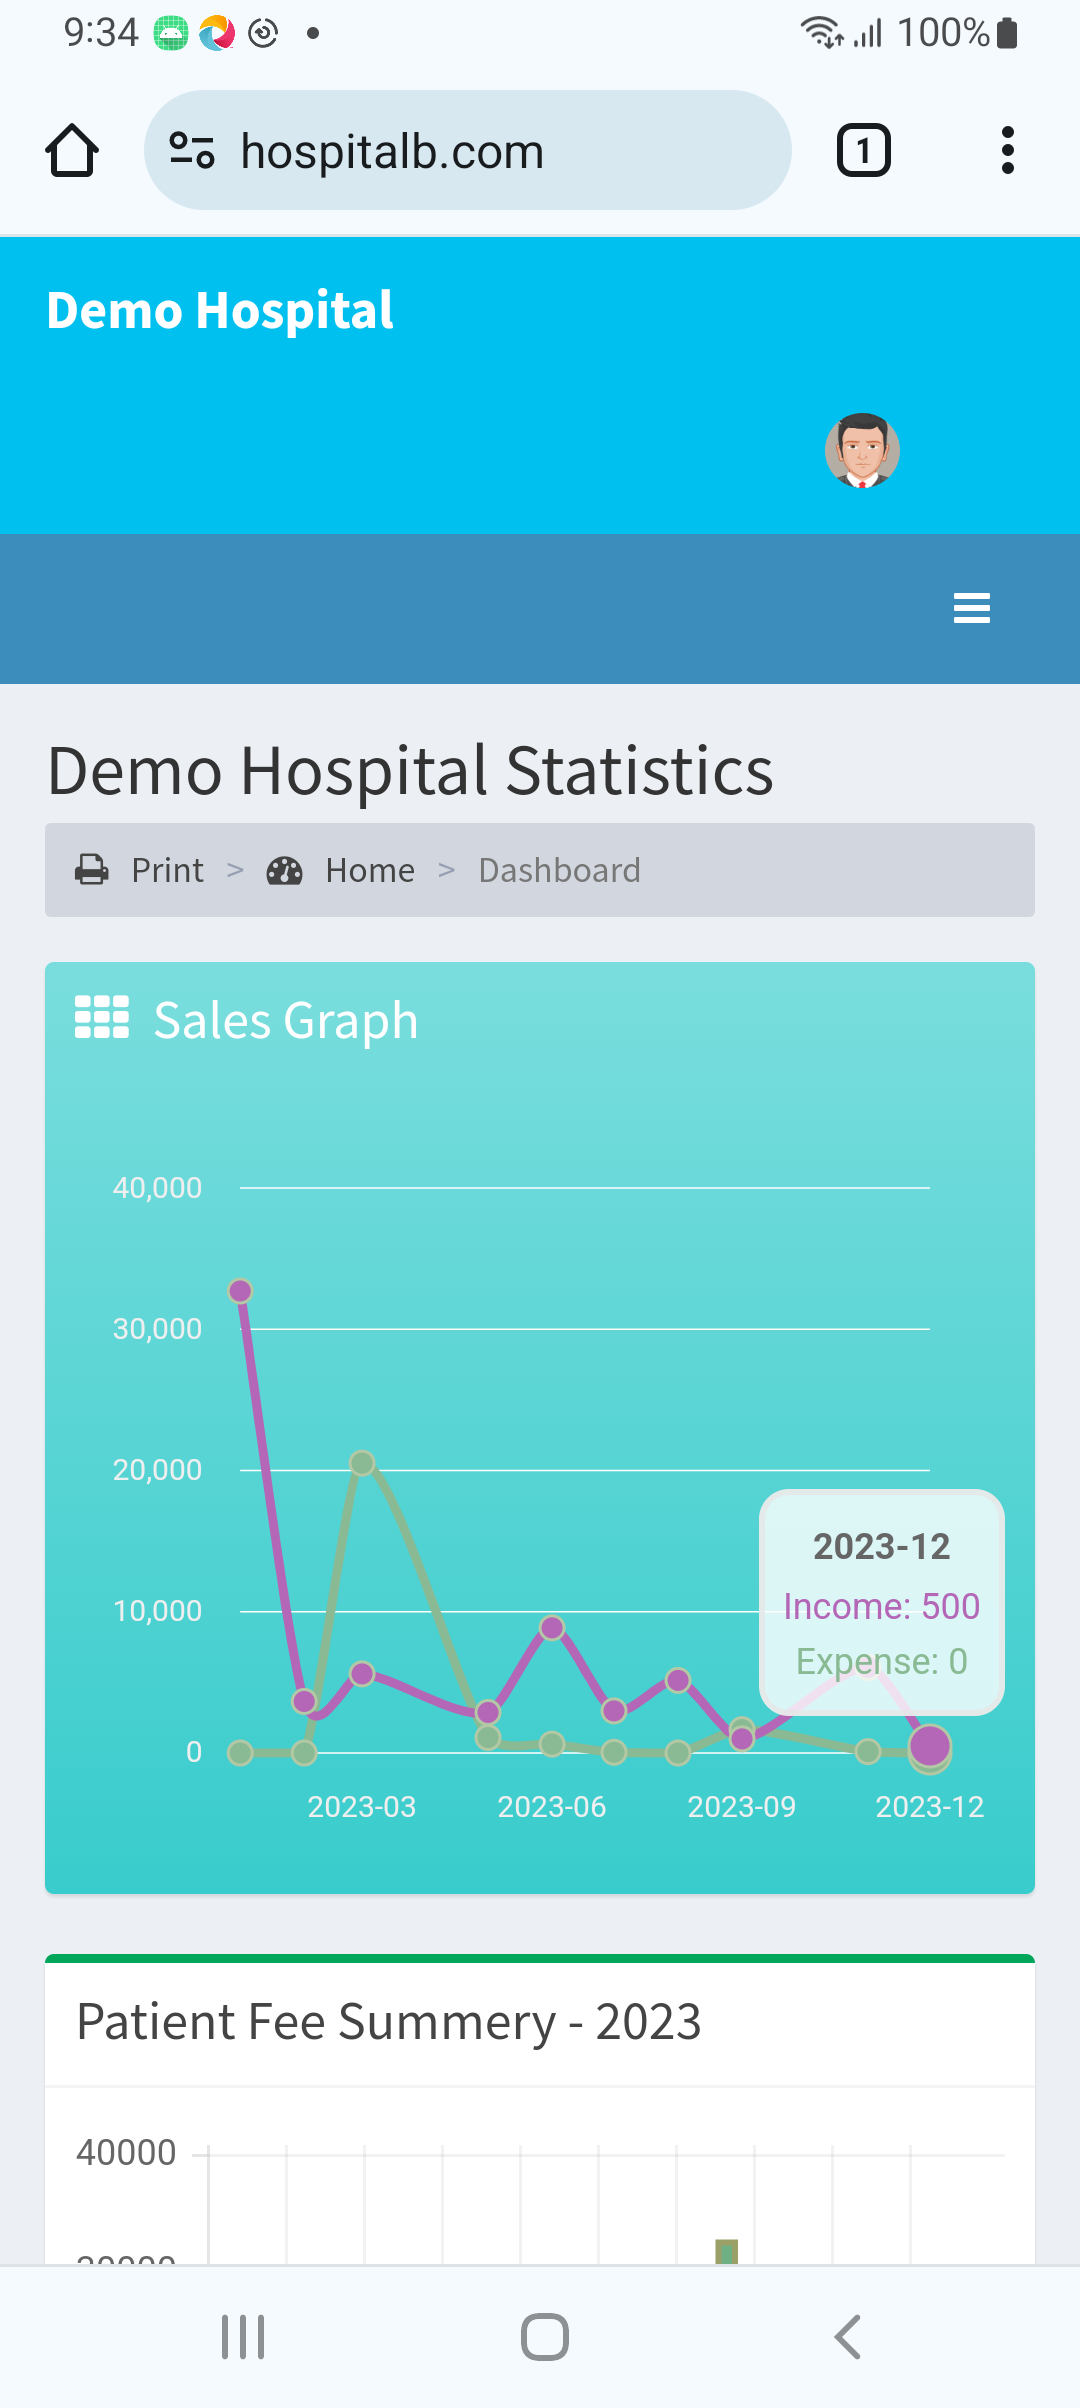 9:34
100%
hospitalb.com
1
Demo Hospital
Demo Hospital Statistics
Print > Home > Dashboard
Sales Graph
40,000
30,000
20,000
10,000
0
2023-12
Income: 500
Expense: 0
2023-03 2023-06 2023-09 2023-12
Patient Fee Summery - 2023
40000